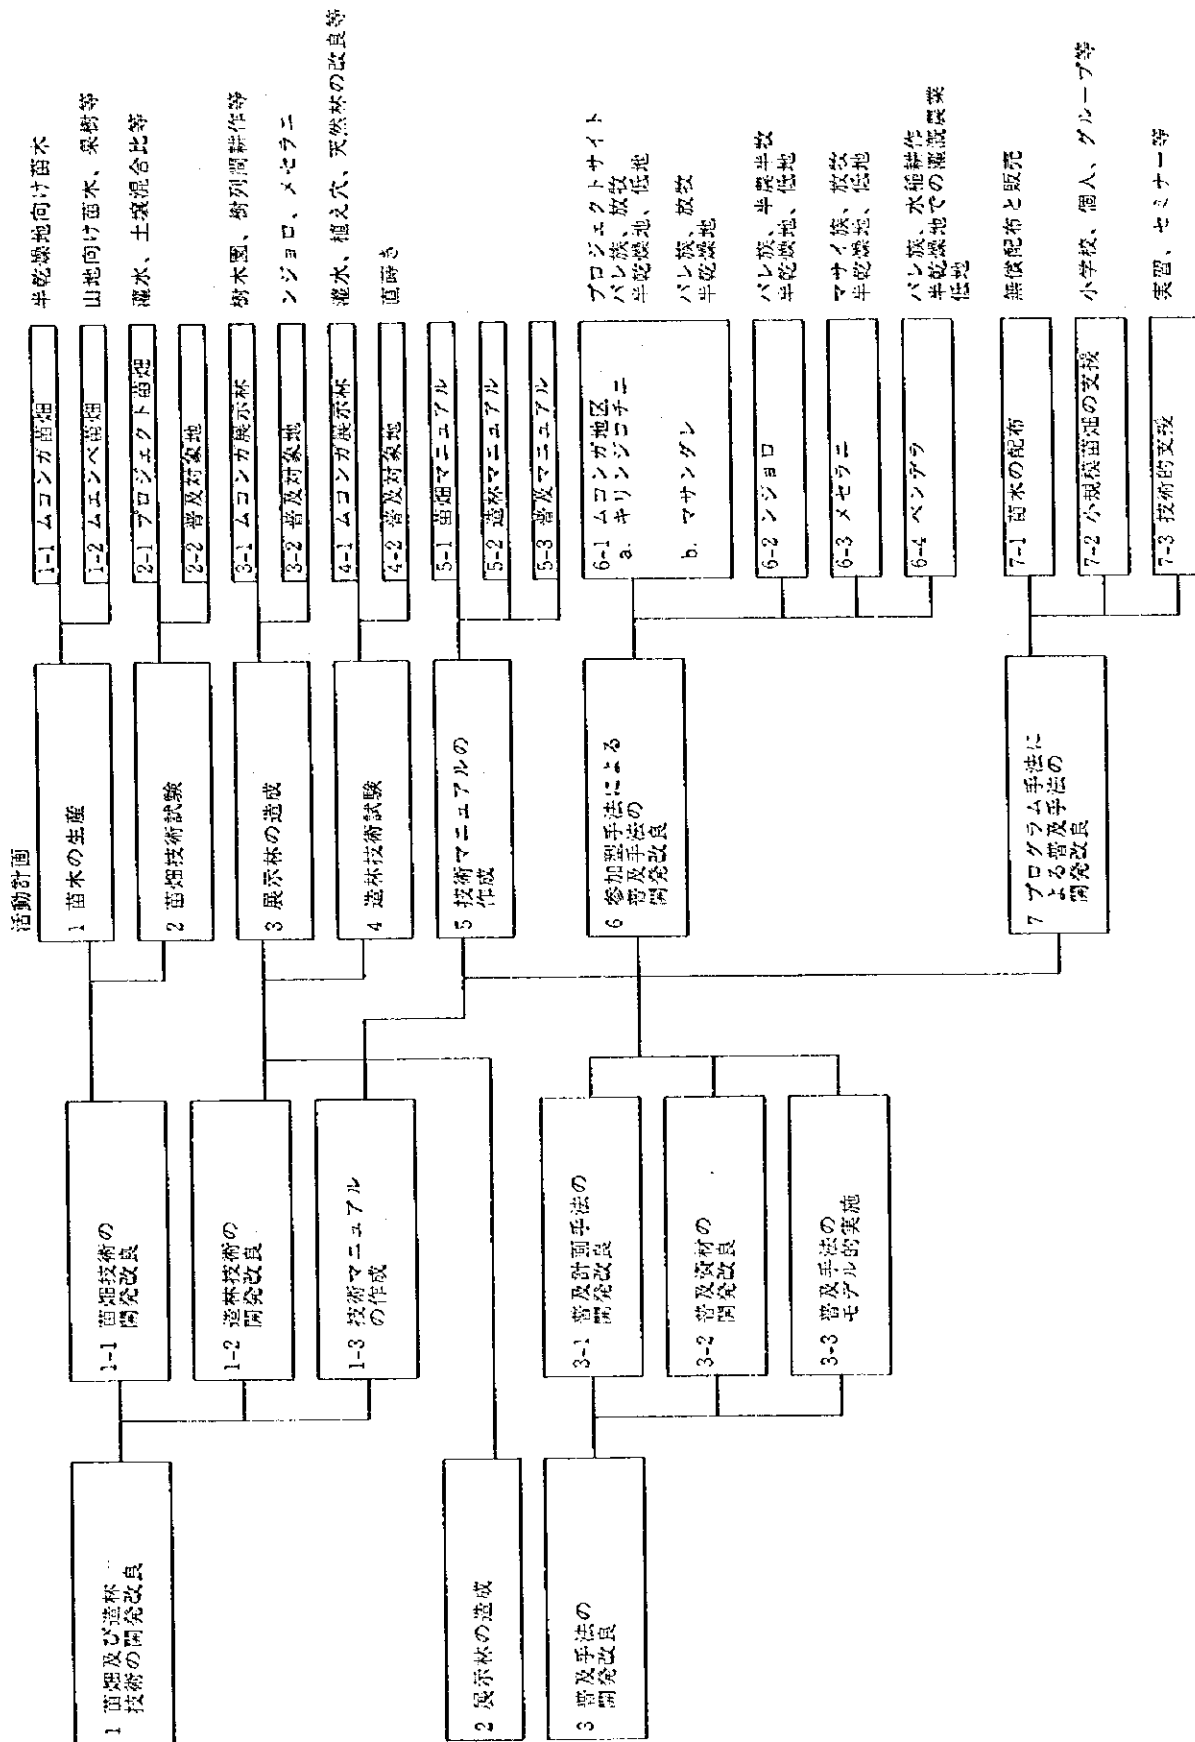 活動計画
1 苗畑及び造林
技術の開発改良
2 展示林の造成
3 普及手法の
開発改良
1-1 苗畑技術の
開発改良
1-2 造林技術の
開発改良
1-3 技術マニュアル
の作成
3-1 普及計画手法の
開発改良
3-2 普及資材の
開発改良
3-3 普及手法の
モデル的実施
1 苗木の生産
2 苗畑技術試験
3 展示林の造成
4 造林技術試験
5 技術マニュアルの
作成
6 参加型手法による
普及手法の
開発改良
7 プログラム手法に
よる普及手法の
開発改良
1-1 ムコンガ苗畑
半乾燥地向け苗木
1-2 ムエンベ苗畑
山地向け苗木、果樹等
2-1 プロジェクト苗畑
灌水、土壌混合比等
2-2 普及対象地
3-1 ムコンガ展示林
樹木園、樹列間耕作等
3-2 普及対象地
ンジョロ、メセラニ
4-1 ムコンガ展示林
灌水、植え穴、天然林の改良等
4-2 普及対象地
直蒔き
5-1 苗畑マニュアル
5-2 造林マニュアル
5-3 普及マニュアル
6-1 ムコンガ地区
a. キリンジコチニ
プロジェクトサイト
パレ族、放牧
半乾燥地、低地
b. マサンダレ
パレ族、放牧
半乾燥地
6-2 ンジョロ
パレ族、半農半牧
半乾燥地、低地
6-3 メセラニ
マサイ族、放牧
半乾燥地、低地
6-4 ペンデラ
パレ族、水稲耕作
半乾燥地での灌漑農業
低地
7-1 苗木の配布
無償配布と販売
7-2 小規模苗畑の支援
小学校、個人、グループ等
7-3 技術的支援
実習、セミナー等